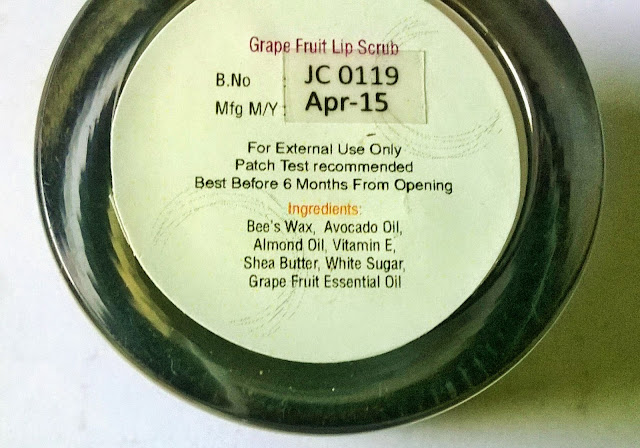 Grape Fruit Lip Scrub
B.No JC 0119
Mfg M/Y : Apr-15
For External Use Only
Patch Test recommended
Best Before 6 Months From Opening
Ingredients:
Bee's Wax, Avocado Oil,
Almond Oil, Vitamin E,
Shea Butter, White Sugar,
Grape Fruit Essential Oil